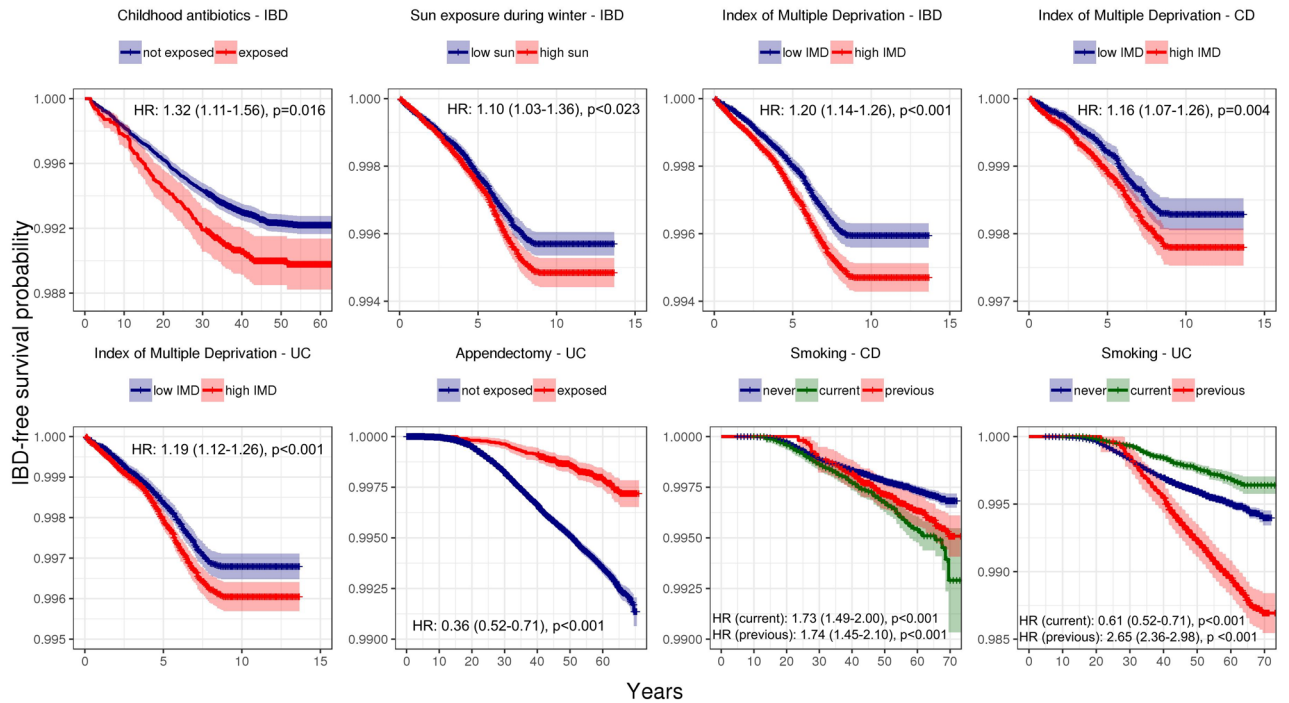 Childhood antibiotics - IBD
not exposed exposed
HR: 1.32 (1.11-1.56), p=0.016
1.000
0.996
0.992
0.988
0 10 20 30 40 50 60
Sun exposure during winter - IBD
low sun high sun
HR: 1.10 (1.03-1.36), p<0.023
1.000
0.998
0.996
0.994
0 5 10 15
Index of Multiple Deprivation - IBD
low IMD high IMD
HR: 1.20 (1.14-1.26), p<0.001
1.000
0.998
0.996
0.994
0 5 10 15
Index of Multiple Deprivation - CD
low IMD high IMD
HR: 1.16 (1.07-1.26), p=0.004
1.000
0.999
0.998
0.997
0 5 10 15
IBD-free survival probability
Index of Multiple Deprivation - UC
low IMD high IMD
HR: 1.19 (1.12-1.26), p<0.001
1.000
0.999
0.998
0.997
0.996
0.995
0 5 10 15
Appendectomy - UC
not exposed exposed
1.0000
0.9975
0.9950
0.9925
0.9900
HR: 0.36 (0.52-0.71), p<0.001
0 10 20 30 40 50 60 70
Smoking - CD
never current previous
1.0000
0.9975
0.9950
0.9925
0.9900
HR (current): 1.73 (1.49-2.00), p<0.001
HR (previous): 1.74 (1.45-2.10), p<0.001
0 10 20 30 40 50 60 70
Smoking - UC
never current previous
1.000
0.995
0.990
0.985
HR (current): 0.61 (0.52-0.71), p<0.001
HR (previous): 2.65 (2.36-2.98), p <0.001
0 10 20 30 40 50 60 70
Years